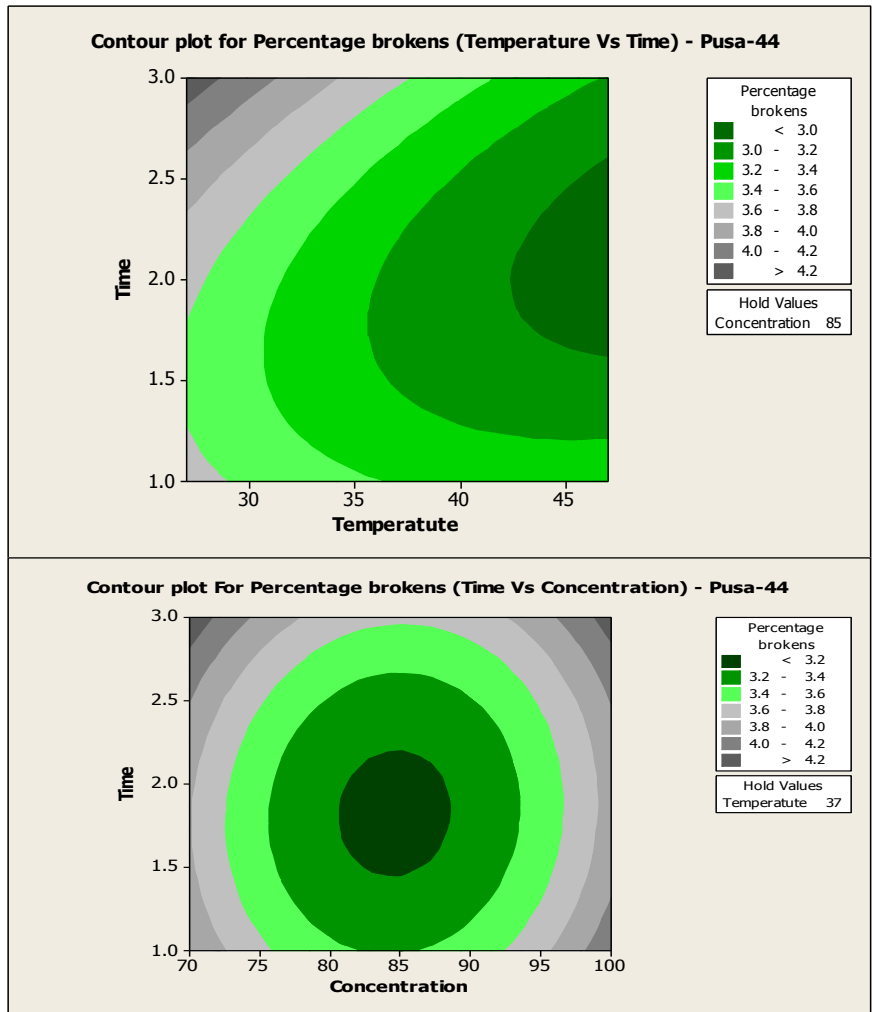 Contour plot for Percentage brokens (Temperature Vs Time) - Pusa-44
3.0
2.5
2.0
1.5
1.0
Time
30 35 40 45
Temperatute
Percentage
brokens
< 3.0
3.0 - 3.2
3.2 - 3.4
3.4 - 3.6
3.6 - 3.8
3.8 - 4.0
4.0 - 4.2
> 4.2
Hold Values
Concentration 85
Contour plot For Percentage brokens (Time Vs Concentration) - Pusa-44
3.0
2.5
2.0
1.5
1.0
Time
70 75 80 85 90 95 100
Concentration
Percentage
brokens
< 3.2
3.2 - 3.4
3.4 - 3.6
3.6 - 3.8
3.8 - 4.0
4.0 - 4.2
> 4.2
Hold Values
Temperatute 37